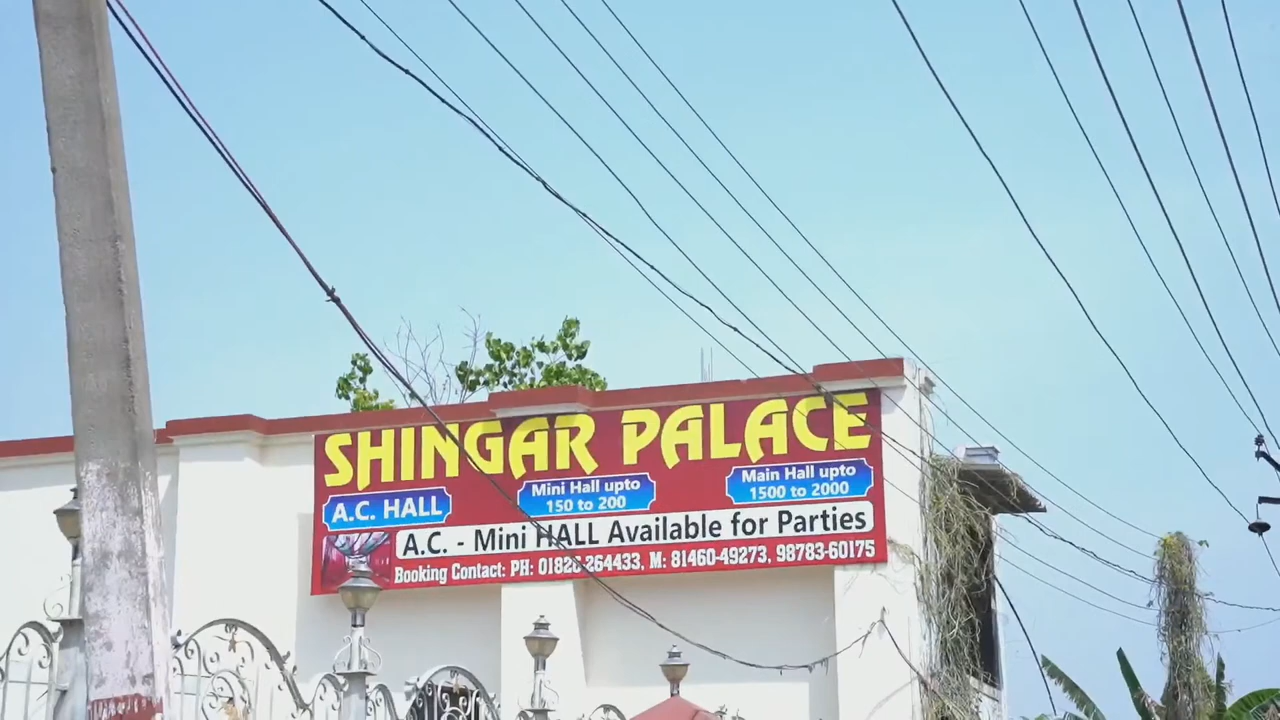 SHINGAR PALACE
A.C. HALL
Mini Hall upto
150 to 200
Main Hall upto
1500 to 2000
A.C. - Mini HALL Available for Parties
Booking Contact: PH: 01826-264433, M: 81460-49273, 98783-60175